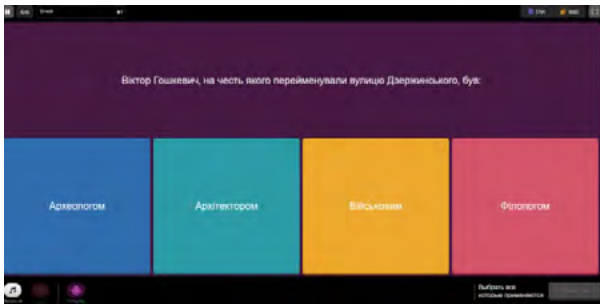 Віктор Гошкевич, на честь якого перейменували вулицю Дзержинського, був:
Археологом
Архітектором
Військовим
Філологом
Выбрать все
которые применяются